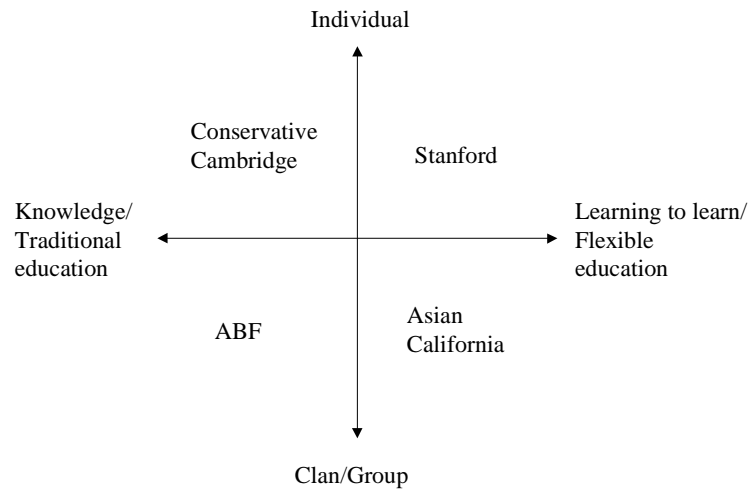 Individual
Conservative
Cambridge
Stanford
Knowledge/
Traditional
education
Learning to learn/
Flexible
education
ABF
Asian
California
Clan/Group